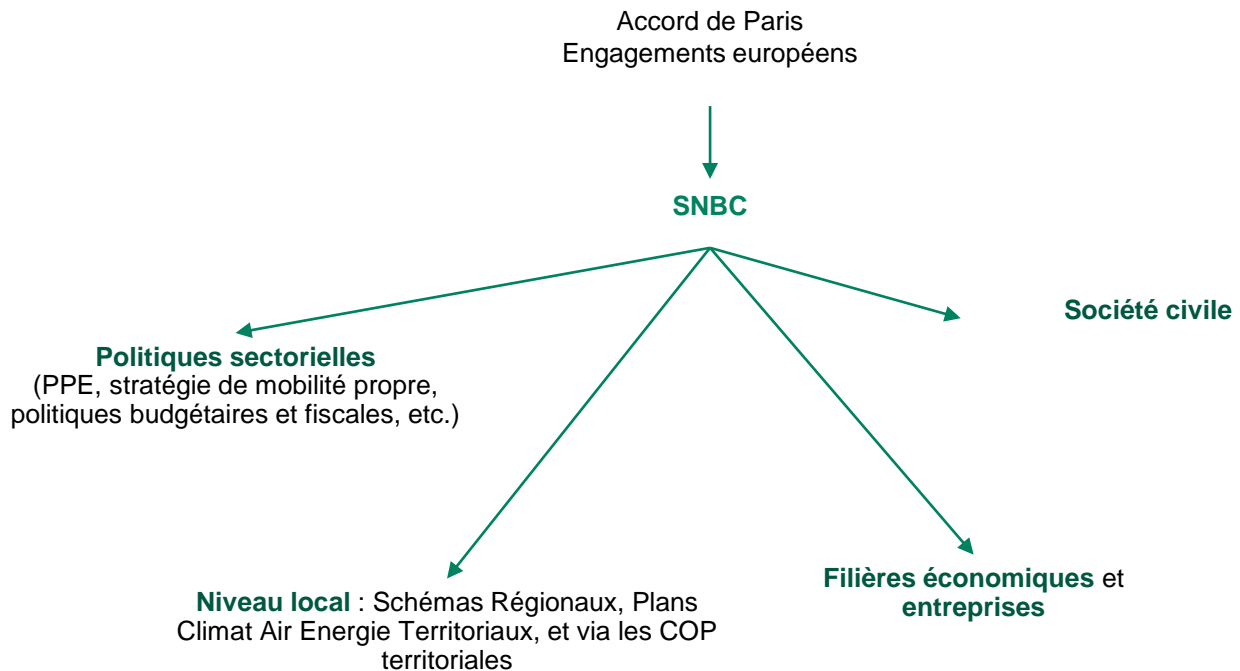 Accord de Paris
Engagements européens
SNBC
Société civile
Politiques sectorielles
(PPE, stratégie de mobilité propre,
politiques budgétaires et fiscales, etc.)
Filières économiques et
entreprises
Niveau local : Schémas Régionaux, Plans
Climat Air Energie Territoriaux, et via les COP
territoriales